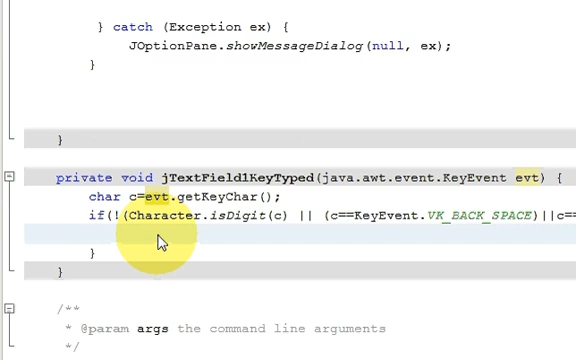 } catch (Exception ex) {
JOptionPane.showMessageDialog(null, ex);
}
}
private void jTextField1KeyTyped(java.awt.event.KeyEvent evt) {
char c=evt.getKeyChar();
if(!(Character.isDigit(c) || (c==KeyEvent.VK_BACK_SPACE)||c==
}
}
/**
* @param args the command line arguments
*/